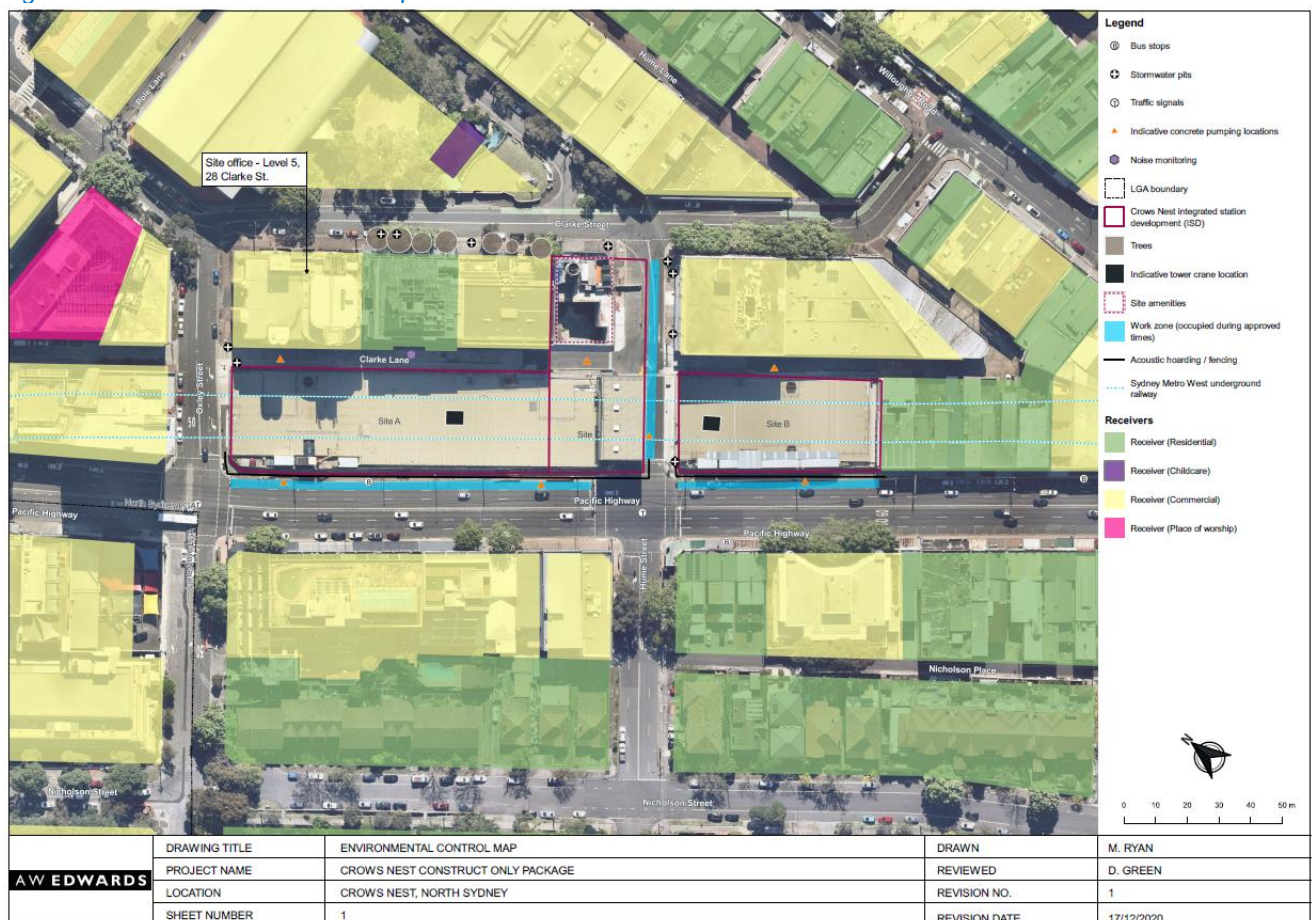 Legend
Bus stops
Stormwater pits
Traffic signals
Indicative concrete pumping locations
Noise monitoring
LGA boundary
Crows Nest integrated station
development (ISD)
Trees
Indicative tower crane location
Site amenities
Work zone (occupied during approved
times)
Acoustic hoarding / fencing
Sydney Metro West underground
railway
Receivers
Receiver (Residential)
Receiver (Childcare)
Receiver (Commercial)
Receiver (Place of worship)
Pole Lane
Hume Lane
Willoughby Road
Site office - Level 5,
28 Clarke St.
Clarke Street
Clarke Lane
Oxley Street
Site A
Site B
Pacific Highway
Pacific Highway
Pacific Highway
Hume Street
Nicholson Place
Nicholson Street
Nicholson Street
N
0 10 20 30 40 50 m
AW EDWARDS
DRAWING TITLE ENVIRONMENTAL CONTROL MAP DRAWN M. RYAN
PROJECT NAME CROWS NEST CONSTRUCT ONLY PACKAGE REVIEWED D. GREEN
LOCATION CROWS NEST, NORTH SYDNEY REVISION NO. 1
SHEET NUMBER 1 REVISION DATE 17/12/2020